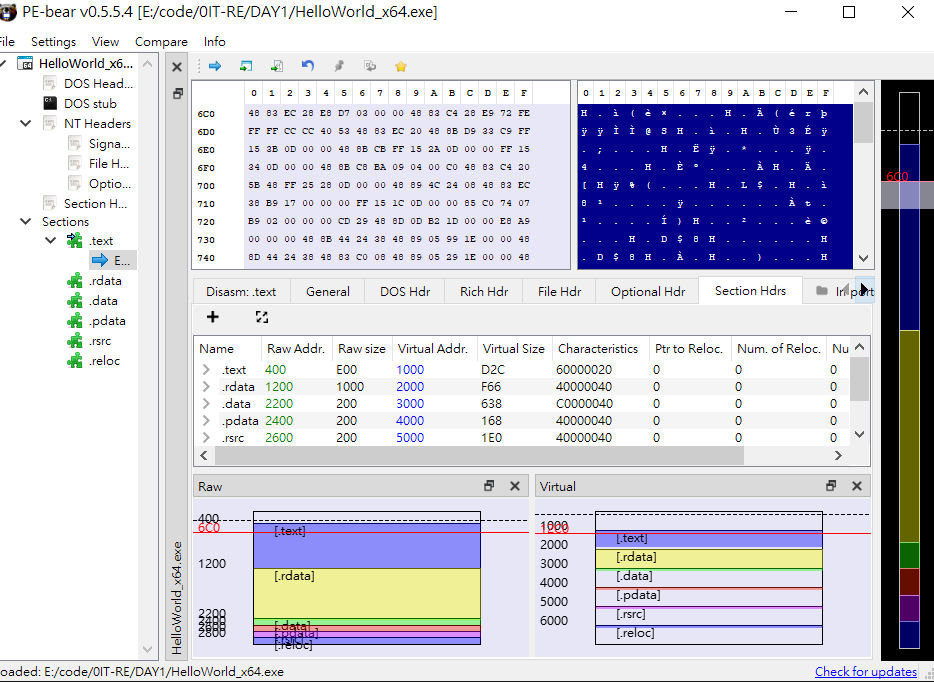 PE-bear v0.5.5.4 [E:/code/0IT-RE/DAY1/HelloWorld_x64.exe]
File Settings View Compare Info
HelloWorld_x6...
DOS Head...
DOS stub
NT Headers
Signa...
File H...
Optio...
Section H...
Sections
.text
E...
.rdata
.data
.pdata
.rsrc
.reloc
HelloWorld_x64.exe
0 1 2 3 4 5 6 7 8 9 A B C D E F
6C0 48 83 EC 28 E8 D7 03 00 00 48 83 C4 28 E9 72 FE
6D0 FF FF CC CC 40 53 48 83 EC 20 48 8B D9 33 C9 FF
6E0 15 3B 0D 00 00 48 8B CB FF 15 2A 0D 00 00 FF 15
6F0 34 0D 00 00 48 8B C8 BA 09 04 00 C0 48 83 C4 20
700 5B 48 FF 25 28 0D 00 00 48 89 4C 24 08 48 83 EC
710 38 B9 17 00 00 00 FF 15 1C 0D 00 00 85 C0 74 07
720 B9 02 00 00 00 CD 29 48 8D 0D B2 1D 00 00 E8 A9
730 00 00 00 48 8B 44 24 38 48 89 05 99 1E 00 00 48
740 8D 44 24 38 48 83 C0 08 48 89 05 29 1E 00 00 48
0 1 2 3 4 5 6 7 8 9 A B C D E F
H . ì ( è × . . . H . Ä ( é r þ
ÿ ÿ Ì Ì @ S H . ì . H . Ù 3 É ÿ
. ; . . . H . Ë ÿ . * . . . ÿ .
4 . . . H . È º . . . À H . Ä .
[ H ÿ % ( . . . H . L $ . H . ì
8 ¹ . . . . ÿ . . . . . . À t .
¹ . . . . Í ) H . . ² . . . è ©
. . . H . D $ 8 H . . . . . . H
. D $ 8 H . À . H . . ) . . . H
6C0
Disasm: .text General DOS Hdr Rich Hdr File Hdr Optional Hdr Section Hdrs Import
Name Raw Addr. Raw size Virtual Addr. Virtual Size Characteristics Ptr to Reloc. Num. of Reloc. Nu
.text 400 E00 1000 D2C 60000020 0 0 0
.rdata 1200 1000 2000 F66 40000040 0 0 0
.data 2200 200 3000 638 C0000040 0 0 0
.pdata 2400 200 4000 168 40000040 0 0 0
.rsrc 2600 200 5000 1E0 40000040 0 0 0
Raw
400
6C0
[.text]
1200
[.rdata]
2200
2400
2600
2800
[.data]
[.pdata]
[.rsrc]
[.reloc]
Virtual
1000
12C0
[.text]
2000
[.rdata]
3000
[.data]
4000
[.pdata]
5000
[.rsrc]
6000
[.reloc]
oaded: E:/code/0IT-RE/DAY1/HelloWorld_x64.exe
Check for updates